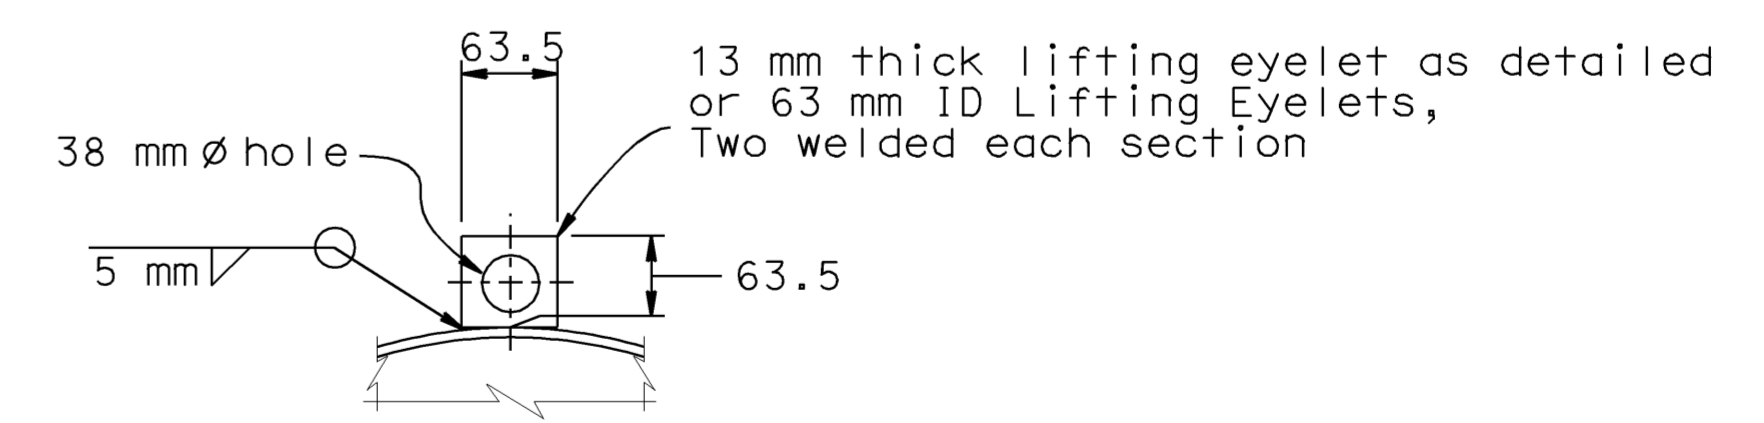 63.5
13 mm thick lifting eyelet as detailed
or 63 mm ID Lifting Eyelets,
Two welded each section
38 mm Ø hole
5 mm
63.5